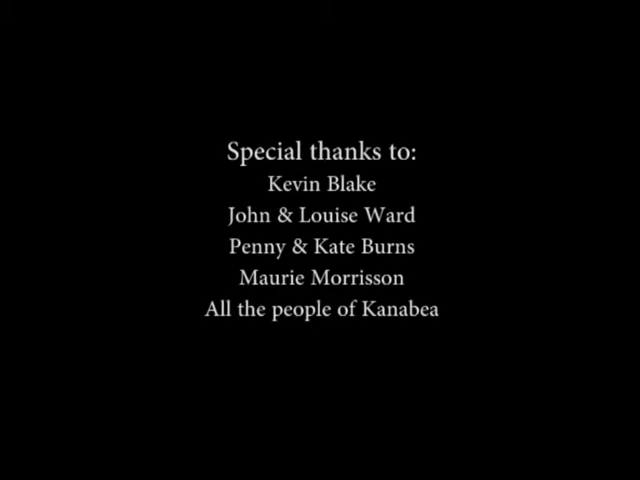 Special thanks to:
Kevin Blake
John & Louise Ward
Penny & Kate Burns
Maurie Morrisson
All the people of Kanabea